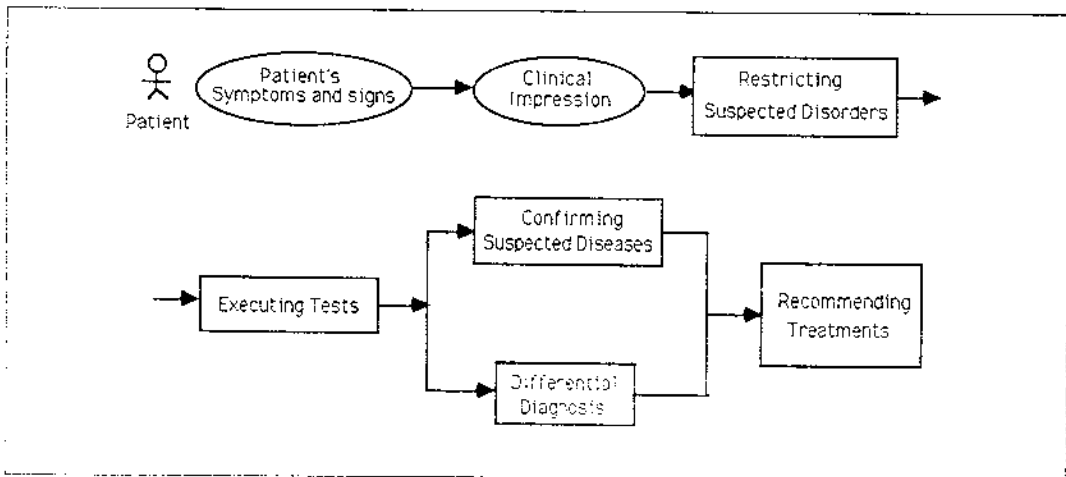 Patient's
Symptoms and signs
Clinical
Impression
Restricting
Suspected Disorders
Patient
Confirming
Suspected Diseases
Executing Tests
Recommending
Treatments
Differential
Diagnosis